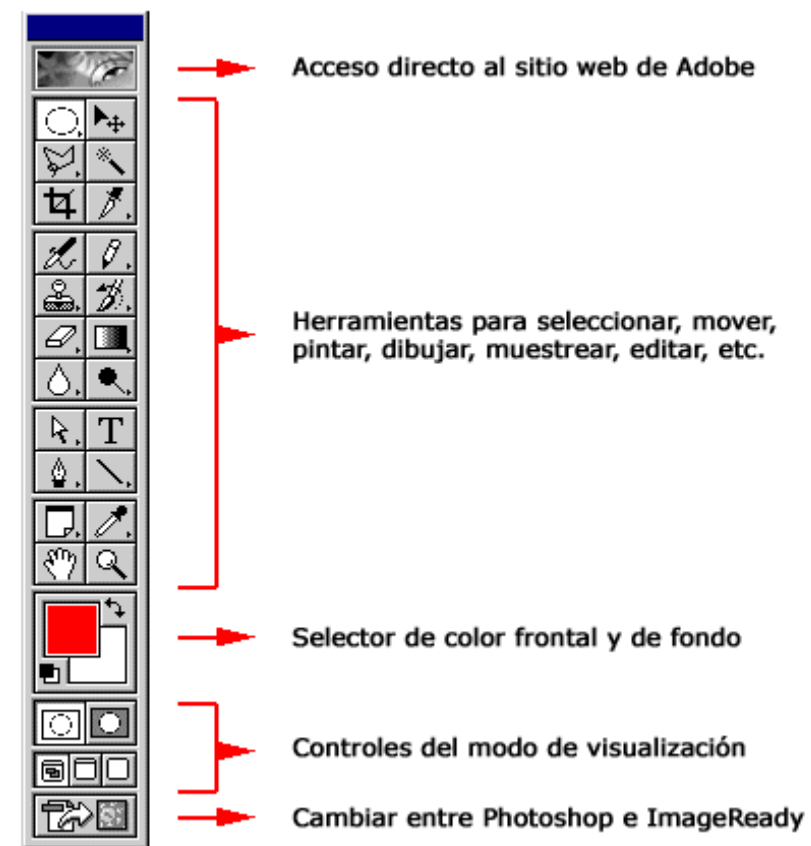 Acceso directo al sitio web de Adobe
Herramientas para seleccionar, mover,
pintar, dibujar, muestrear, editar, etc.
T
Selector de color frontal y de fondo
Controles del modo de visualización
Cambiar entre Photoshop e ImageReady